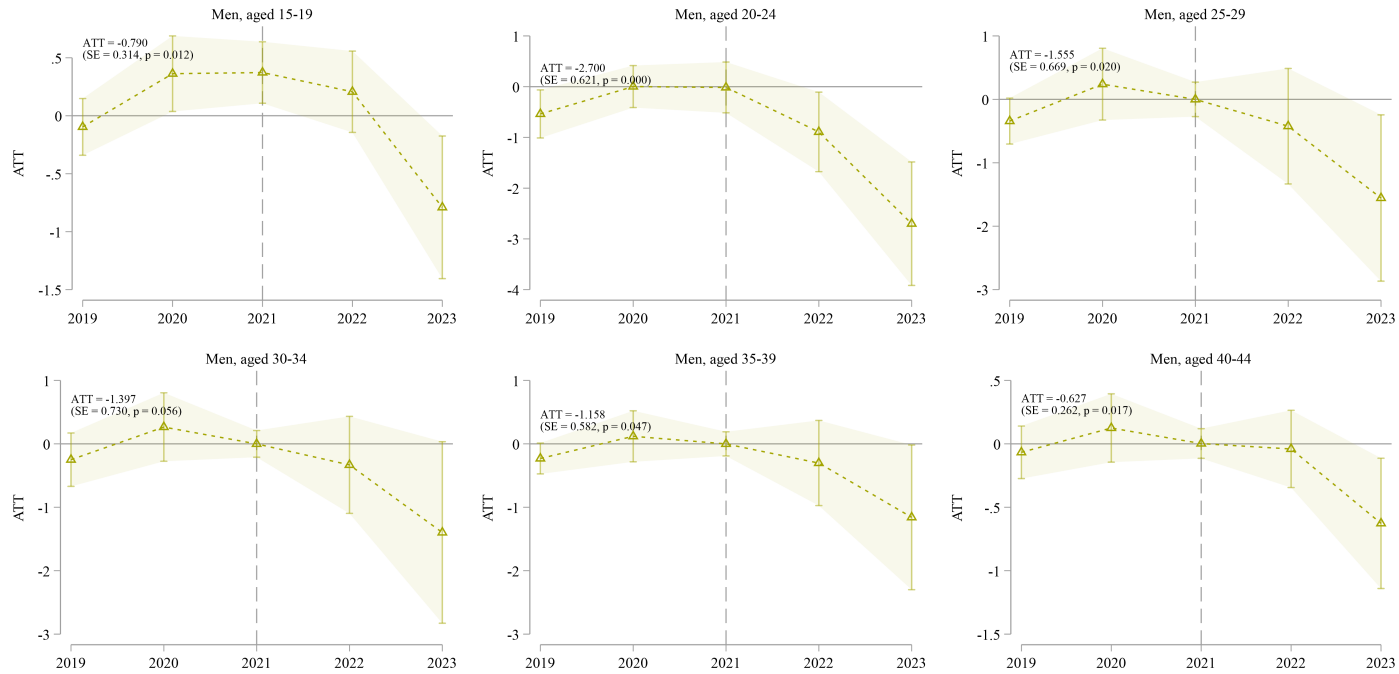 Men, aged 15-19
ATT = -0.790
(SE = 0.314, p = 0.012)
ATT
.5
0
-.5
-1
-1.5
2019
2020
2021
2022
2023
Men, aged 20-24
ATT = -2.700
(SE = 0.621, p = 0.000)
ATT
1
0
-1
-2
-3
-4
2019
2020
2021
2022
2023
Men, aged 25-29
ATT = -1.555
(SE = 0.669, p = 0.020)
ATT
1
0
-1
-2
-3
2019
2020
2021
2022
2023
Men, aged 30-34
ATT = -1.397
(SE = 0.730, p = 0.056)
ATT
1
0
-1
-2
-3
2019
2020
2021
2022
2023
Men, aged 35-39
ATT = -1.158
(SE = 0.582, p = 0.047)
ATT
1
0
-1
-2
-3
2019
2020
2021
2022
2023
Men, aged 40-44
ATT = -0.627
(SE = 0.262, p = 0.017)
ATT
.5
0
-.5
-1
-1.5
2019
2020
2021
2022
2023